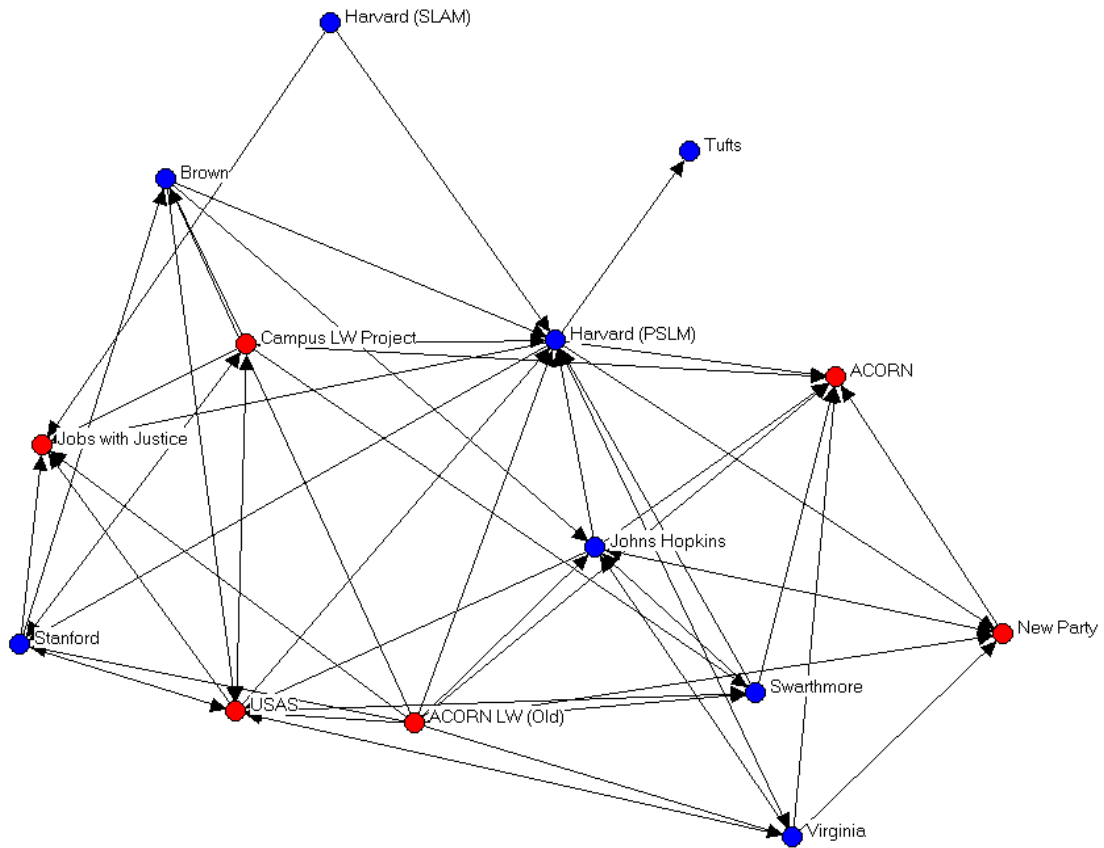 Harvard (SLAM)
Tufts
Brown
Harvard (PSLM)
Campus LW Project
ACORN
Jobs with Justice
Johns Hopkins
New Party
Stanford
Swarthmore
USAS
ACORN LW (Old)
Virginia